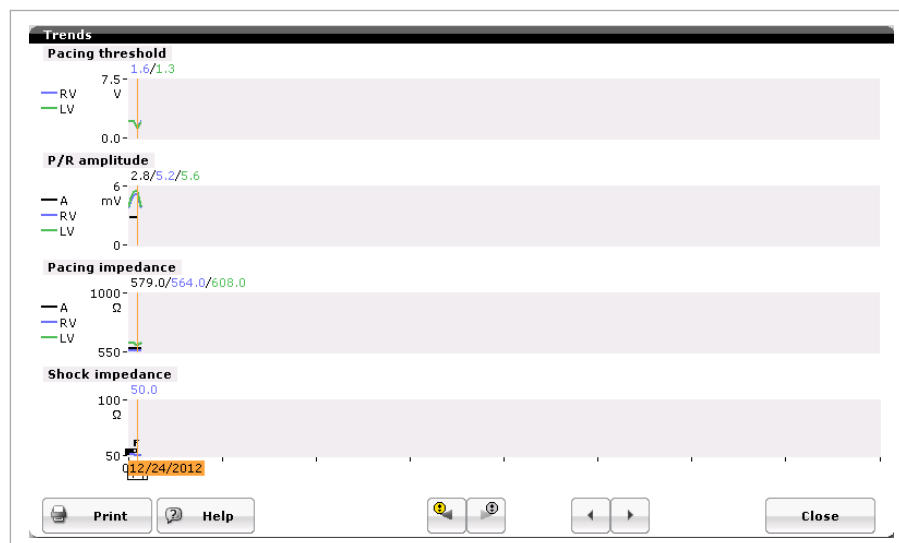 Trends
Pacing threshold
1.6/1.3
7.5
RV V
LV
0.0
P/R amplitude
2.8/5.2/5.6
6
A mV
RV
LV
0
Pacing impedance
579.0/564.0/608.0
1000
A Ω
RV
LV
550
Shock impedance
50.0
100
Ω
F
50
12/24/2012
Print Help Close